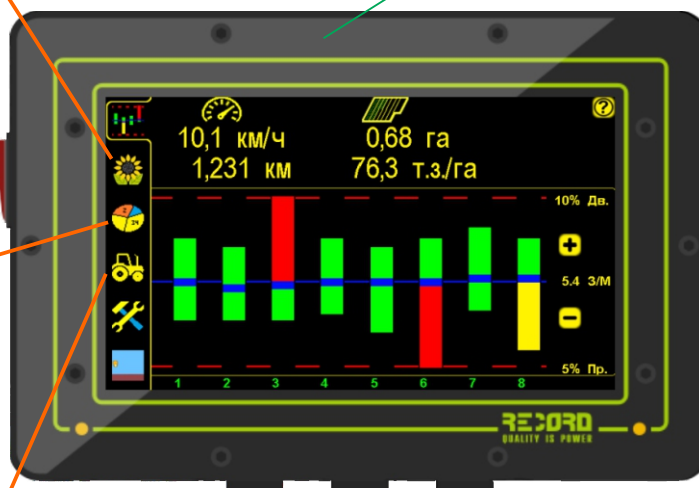 ?
10,1 км/ч 0,68 га
1,231 км 76,3 т.з./га
10% Дв.
+
5.4 З/М
−
5% Пр.
1 2 3 4 5 6 7 8
RECORD
QUALITY IS POWER